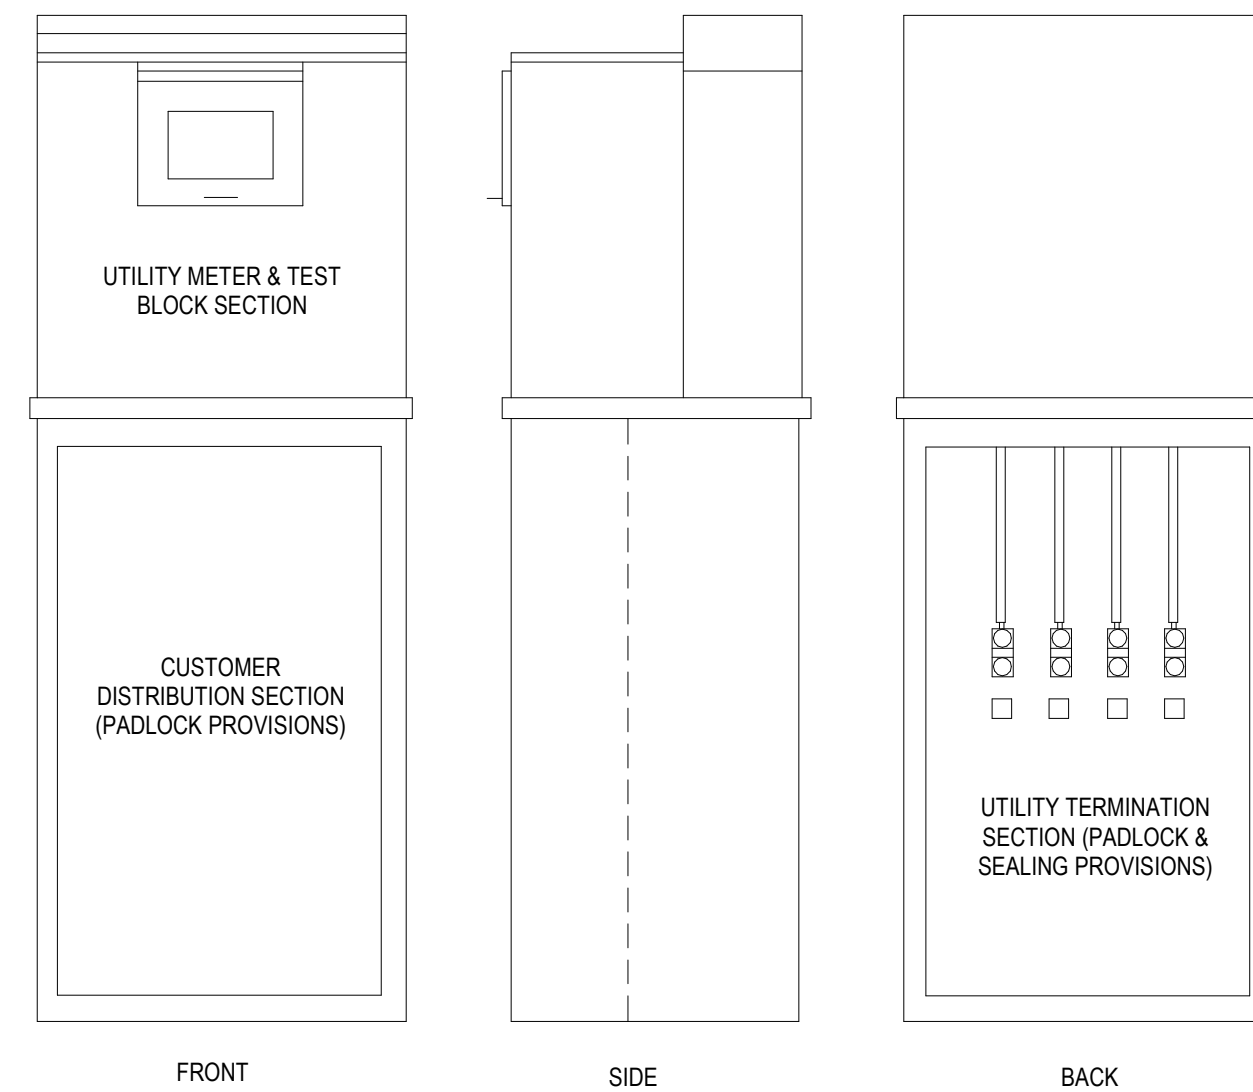 UTILITY METER & TEST
BLOCK SECTION
CUSTOMER
DISTRIBUTION SECTION
(PADLOCK PROVISIONS)
UTILITY TERMINATION
SECTION (PADLOCK &
SEALING PROVISIONS)
FRONT
SIDE
BACK